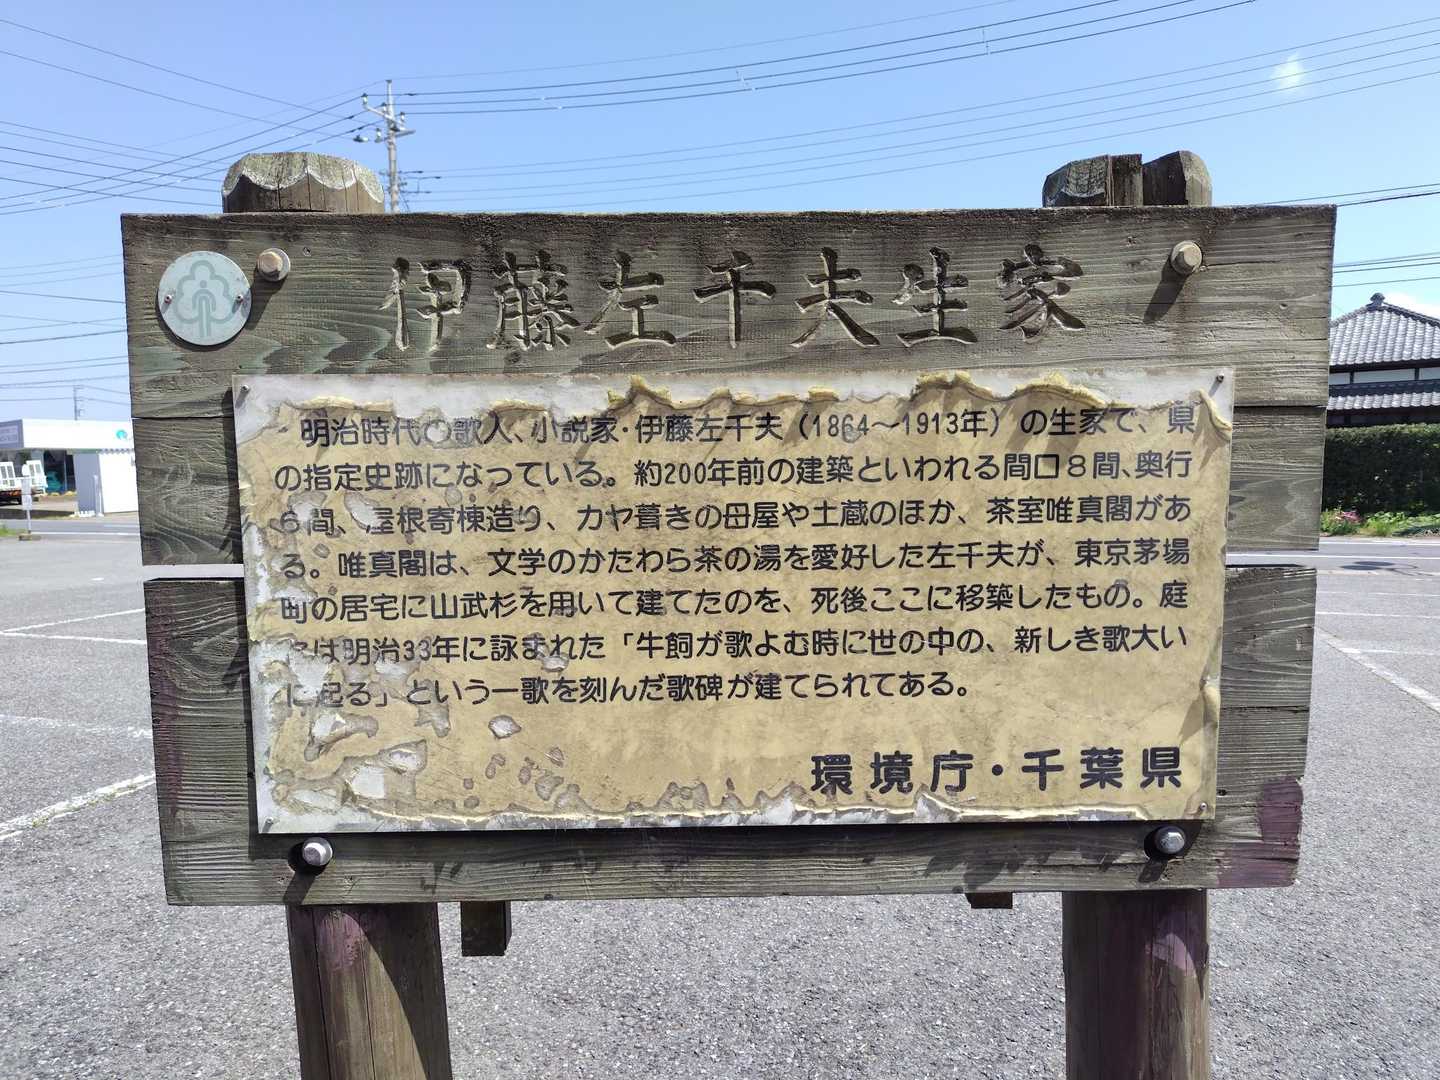 伊藤左千夫生家
明治時代の歌人、小説家・伊藤左千夫（1864〜1913年）の生家で、県
の指定史跡になっている。約200年前の建築といわれる間口８間、奥行
６間、屋根寄棟造り、カヤ葺きの母屋や土蔵のほか、茶室唯真閣があ
る。唯真閣は、文学のかたわら茶の湯を愛好した左千夫が、東京茅場
町の居宅に山武杉を用いて建てたのを、死後ここに移築したもの。庭
には明治33年に詠まれた「牛飼が歌よむ時に世の中の、新しき歌大い
に起る」という一歌を刻んだ歌碑が建てられてある。
環境庁・千葉県